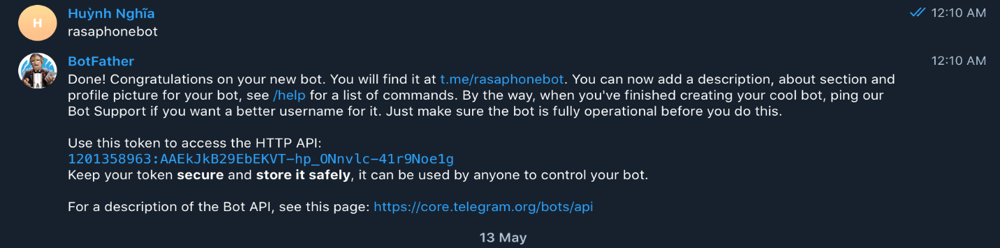 H
Huỳnh Nghĩa
12:10 AM
rasaphonebot
BotFather
12:10 AM
Done! Congratulations on your new bot. You will find it at t.me/rasaphonebot. You can now add a description, about section and
profile picture for your bot, see /help for a list of commands. By the way, when you've finished creating your cool bot, ping our
Bot Support if you want a better username for it. Just make sure the bot is fully operational before you do this.
Use this token to access the HTTP API:
1201358963:AAEkJkB29EbEKVT-hp_ONnvlc-41r9Noe1g
Keep your token secure and store it safely, it can be used by anyone to control your bot.
For a description of the Bot API, see this page: https://core.telegram.org/bots/api
13 May